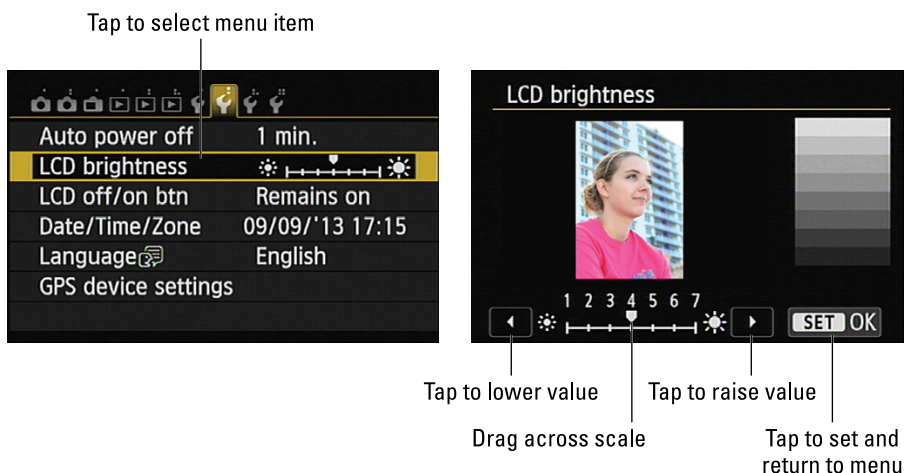 Tap to select menu item
Auto power off 1 min.
LCD brightness
LCD off/on btn Remains on
Date/Time/Zone 09/09/'13 17:15
Language English
GPS device settings
LCD brightness
1 2 3 4 5 6 7
SET OK
Tap to lower value
Tap to raise value
Drag across scale
Tap to set and
return to menu